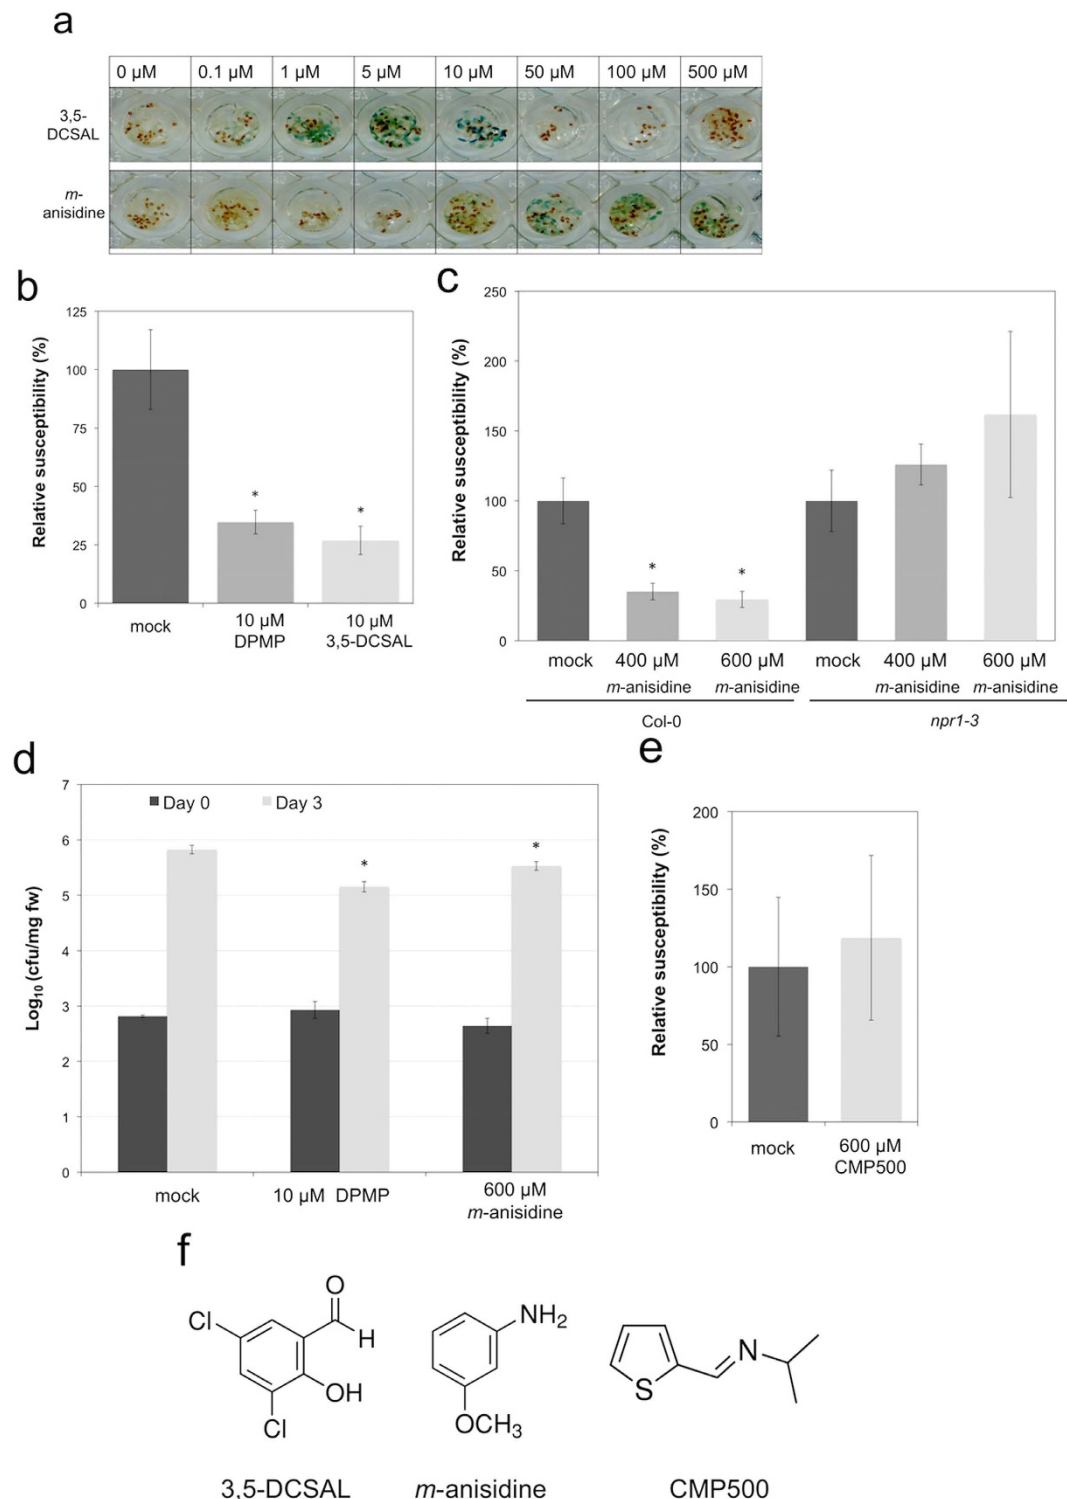 a
0 µM 0.1 µM 1 µM 5 µM 10 µM 50 µM 100 µM 500 µM
3,5-
DCSAL
m-
anisidine
b
Relative susceptibility (%)
125
100
75
50
25
0
*
*
mock
10 µM
DPMP
10 µM
3,5-DCSAL
c
Relative susceptibility (%)
250
200
150
100
50
0
*
*
mock 400 µM 600 µM mock 400 µM 600 µM
m-anisidine m-anisidine m-anisidine m-anisidine
Col-0 npr1-3
d
Log10 (cfu/mg fw)
7
6
5
4
3
2
1
0
Day 0 Day 3
*
*
mock
10 µM DPMP
600 µM
m-anisidine
e
Relative susceptibility (%)
200
150
100
50
0
mock
600 µM
CMP500
f
O
Cl
H
OH
Cl
3,5-DCSAL
NH2
OCH3
m-anisidine
N
S
CMP500